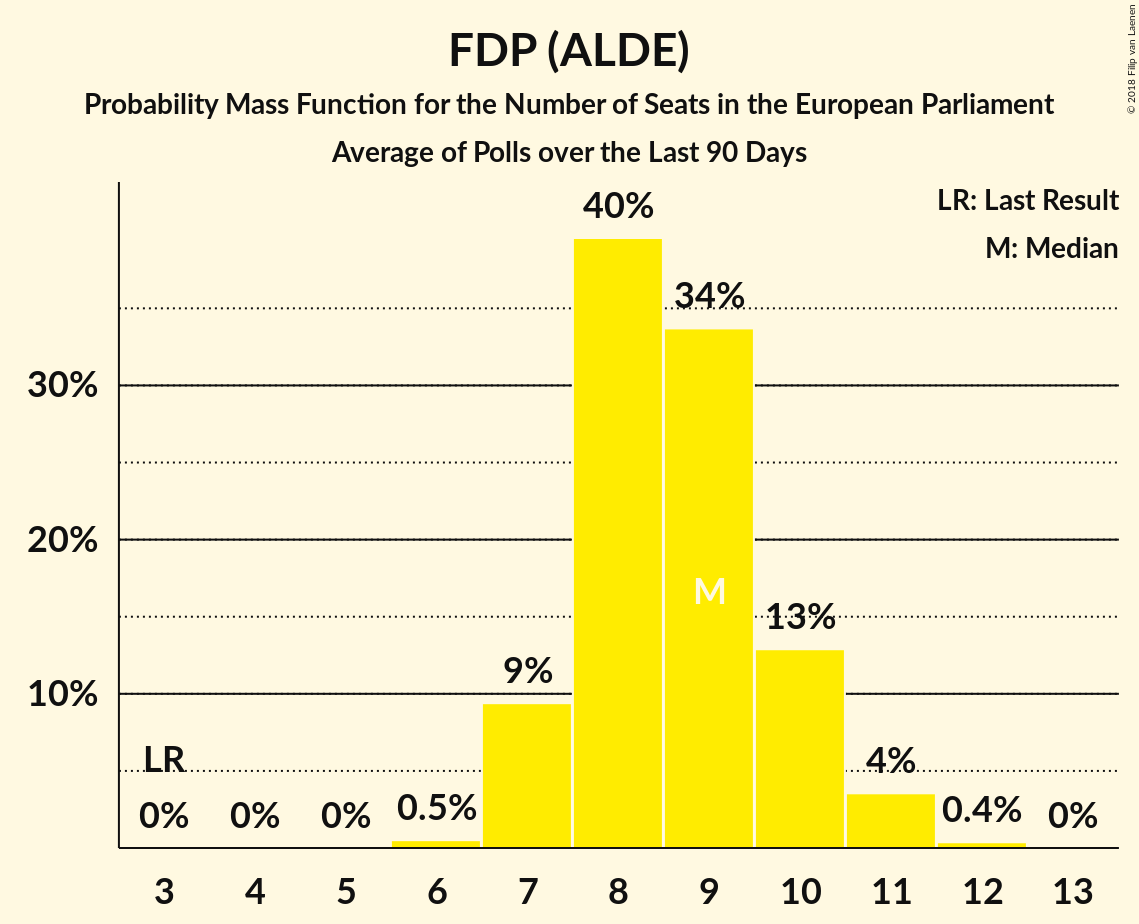 FDP (ALDE)
Probability Mass Function for the Number of Seats in the European Parliament
Average of Polls over the Last 90 Days
© 2018 Filip van Laenen
LR: Last Result
M: Median
40%
34%
30%
20%
M
13%
9%
10%
LR
4%
0% 0% 0% 0.5% 0.4% 0%
3 4 5 6 7 8 9 10 11 12 13